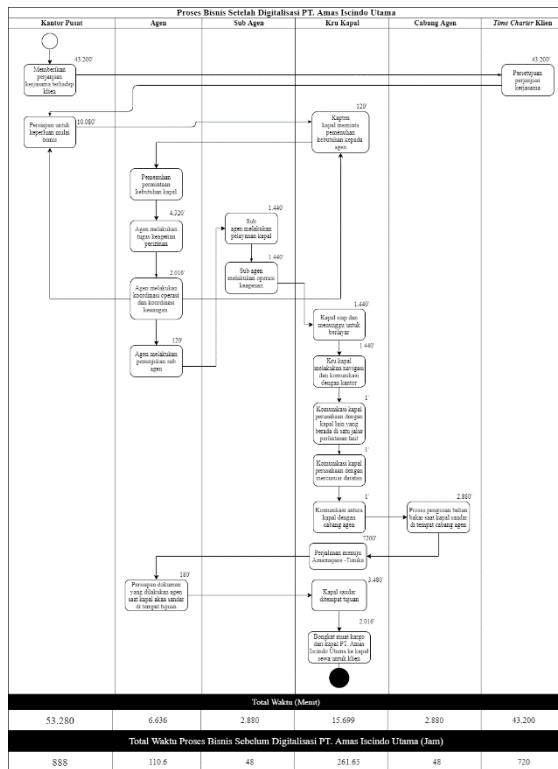 Proses Bisnis Setelah Digitalisasi PT. Amas Iscindo Utama
Kantor Pusat
Agen
Sub Agen
Kru Kapal
Cabang Agen
Time Charter Klien
43.200'
Memberikan
perjanjian
kerjasama terhadap
klien
43.200'
Persetujuan
perjanjian
kerjasama
10.080'
Persiapan untuk
keperluan mulai
bisnis
120'
Kapten
kapal meminta
pemenuhan
kebutuhan kepada
agen
Pemenuhan
permintaan
kebutuhan kapal
4.320'
Agen melakukan
tugas keagenan
perizinan
1.440'
Sub
agen melakukan
pelayanan kapal
1.440'
Sub agen
melakukan operasi
keagenan
2.016'
Agen melakukan
koordinasi operasi
dan koordinasi
keuangan
120'
Agen melakukan
penunjukan sub
agen
1.440'
Kapal siap dan
menunggu untuk
berlayar
1.440'
Kru kapal
melakukan navigasi
dan komunikasi
dengan kantor
1'
Komunikasi kapal
perusahaan dengan
kapal lain yang
berada di satu jalur
perlintasan laut
1'
Komunikasi kapal
perusahaan dengan
mercusuar daratan
1'
Komunikasi antara
kapal dengan
cabang agen
2.880'
Proses pengisian bahan
bakar saat kapal sandar
di tempat cabang agen
7200'
Perjalanan menuju
Amamapare -Timika
180'
Persiapan dokumen
yang dilakukan agen
saat kapal akan sandar
di tempat tujuan
3.480'
Kapal sandar
ditempat tujuan
2.016'
Bongkat muat kargo
dari kapal PT. Amas
Iscindo Utama ke kapal
sewa untuk klien
Total Waktu (Menit)
53.280
6.636
2.880
15.699
2.880
43.200
Total Waktu Proses Bisnis Sebelum Digitalisasi PT. Amas Iscindo Utama (Jam)
888
110.6
48
261.65
48
720